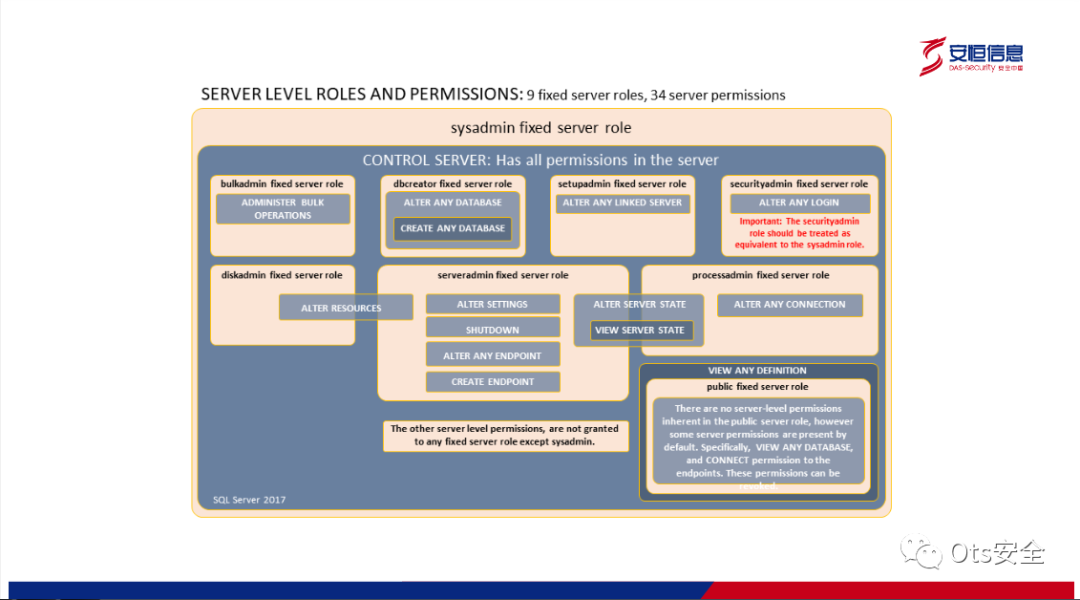 安恒信息
DAS-security 安全中国
SERVER LEVEL ROLES AND PERMISSIONS: 9 fixed server roles, 34 server permissions
sysadmin fixed server role
CONTROL SERVER: Has all permissions in the server
bulkadmin fixed server role
ADMINISTER BULK
OPERATIONS
dbcreator fixed server role
ALTER ANY DATABASE
CREATE ANY DATABASE
setupadmin fixed server role
ALTER ANY LINKED SERVER
securityadmin fixed server role
ALTER ANY LOGIN
Important: The securityadmin
role should be treated as
equivalent to the sysadmin role.
diskadmin fixed server role
ALTER RESOURCES
serveradmin fixed server role
ALTER SETTINGS
SHUTDOWN
ALTER ANY ENDPOINT
CREATE ENDPOINT
ALTER SERVER STATE
VIEW SERVER STATE
processadmin fixed server role
ALTER ANY CONNECTION
The other server level permissions, are not granted
to any fixed server role except sysadmin.
VIEW ANY DEFINITION
public fixed server role
There are no server-level permissions
inherent in the public server role, however
some server permissions are present by
default. Specifically, VIEW ANY DATABASE,
and CONNECT permission to the
endpoints. These permissions can be
revoked.
SQL Server 2017
Ots安全